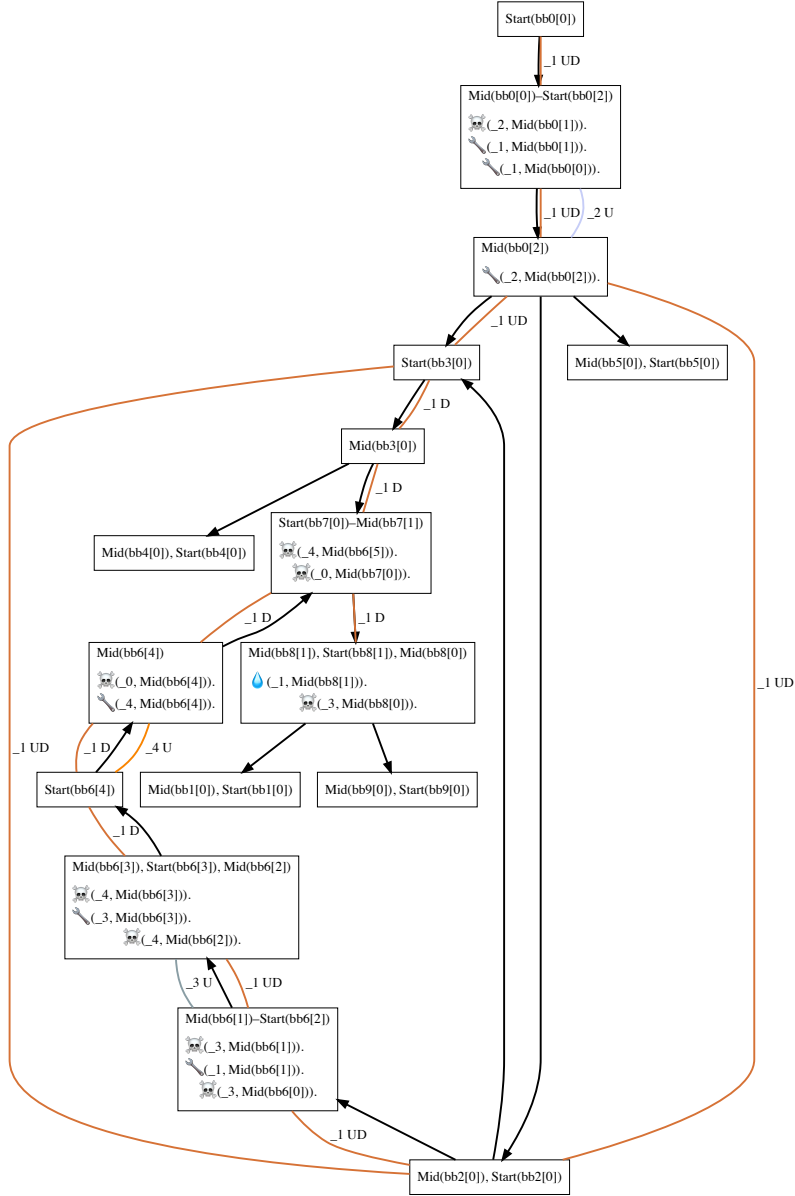 Start(bb0[0])
_1 UD
Mid(bb0[0])–Start(bb0[2])
☠(_2, Mid(bb0[1])).
🔧(_1, Mid(bb0[1])).
🔧(_1, Mid(bb0[0])).
_1 UD
_2 U
Mid(bb0[2])
🔧(_2, Mid(bb0[2])).
_1 UD
Start(bb3[0])
Mid(bb5[0]), Start(bb5[0])
_1 D
Mid(bb3[0])
_1 D
Start(bb7[0])–Mid(bb7[1])
☠(_4, Mid(bb6[5])).
☠(_0, Mid(bb7[0])).
Mid(bb4[0]), Start(bb4[0])
_1 D
_1 D
Mid(bb6[4])
☠(_0, Mid(bb6[4])).
🔧(_4, Mid(bb6[4])).
Mid(bb8[1]), Start(bb8[1]), Mid(bb8[0])
💧(_1, Mid(bb8[1])).
☠(_3, Mid(bb8[0])).
_1 UD
_1 UD
_1 D
_4 U
Start(bb6[4])
Mid(bb1[0]), Start(bb1[0])
Mid(bb9[0]), Start(bb9[0])
_1 D
Mid(bb6[3]), Start(bb6[3]), Mid(bb6[2])
☠(_4, Mid(bb6[3])).
🔧(_3, Mid(bb6[3])).
☠(_4, Mid(bb6[2])).
_3 U
_1 UD
Mid(bb6[1])–Start(bb6[2])
☠(_3, Mid(bb6[1])).
🔧(_1, Mid(bb6[1])).
☠(_3, Mid(bb6[0])).
_1 UD
Mid(bb2[0]), Start(bb2[0])